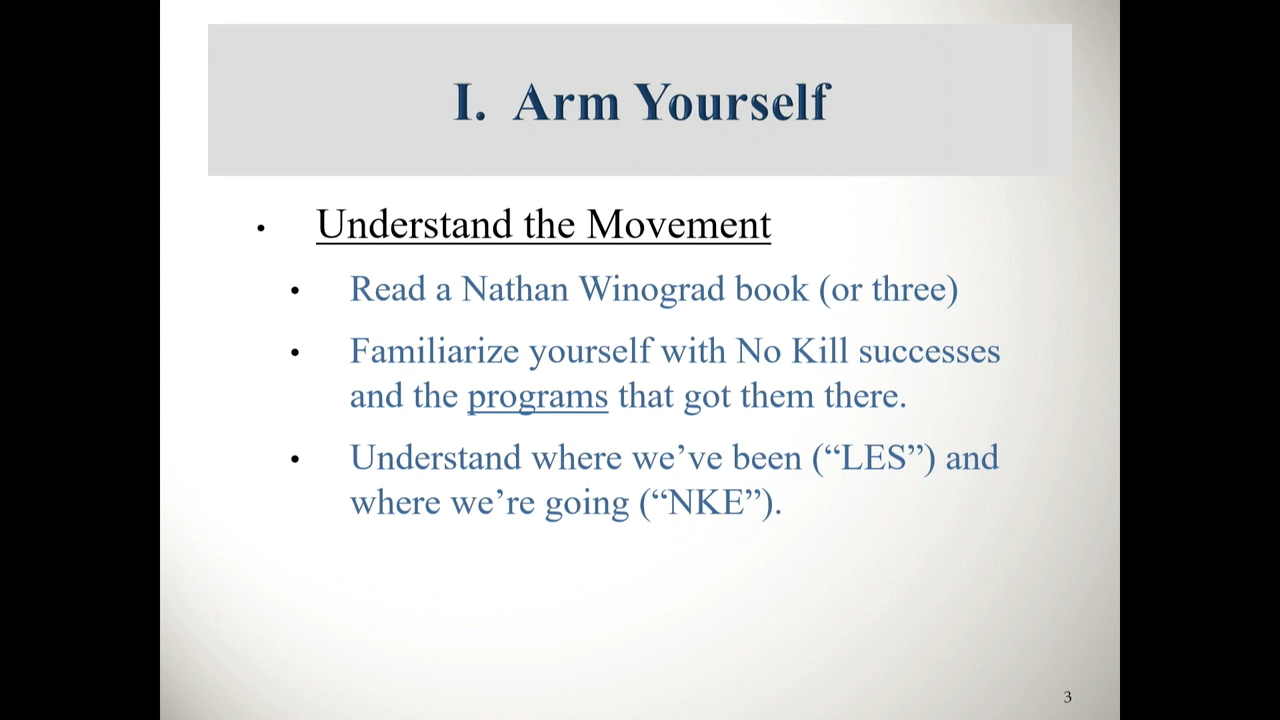 I. Arm Yourself
• Understand the Movement
• Read a Nathan Winograd book (or three)
• Familiarize yourself with No Kill successes
and the programs that got them there.
• Understand where we’ve been (“LES”) and
where we’re going (“NKE”).
3